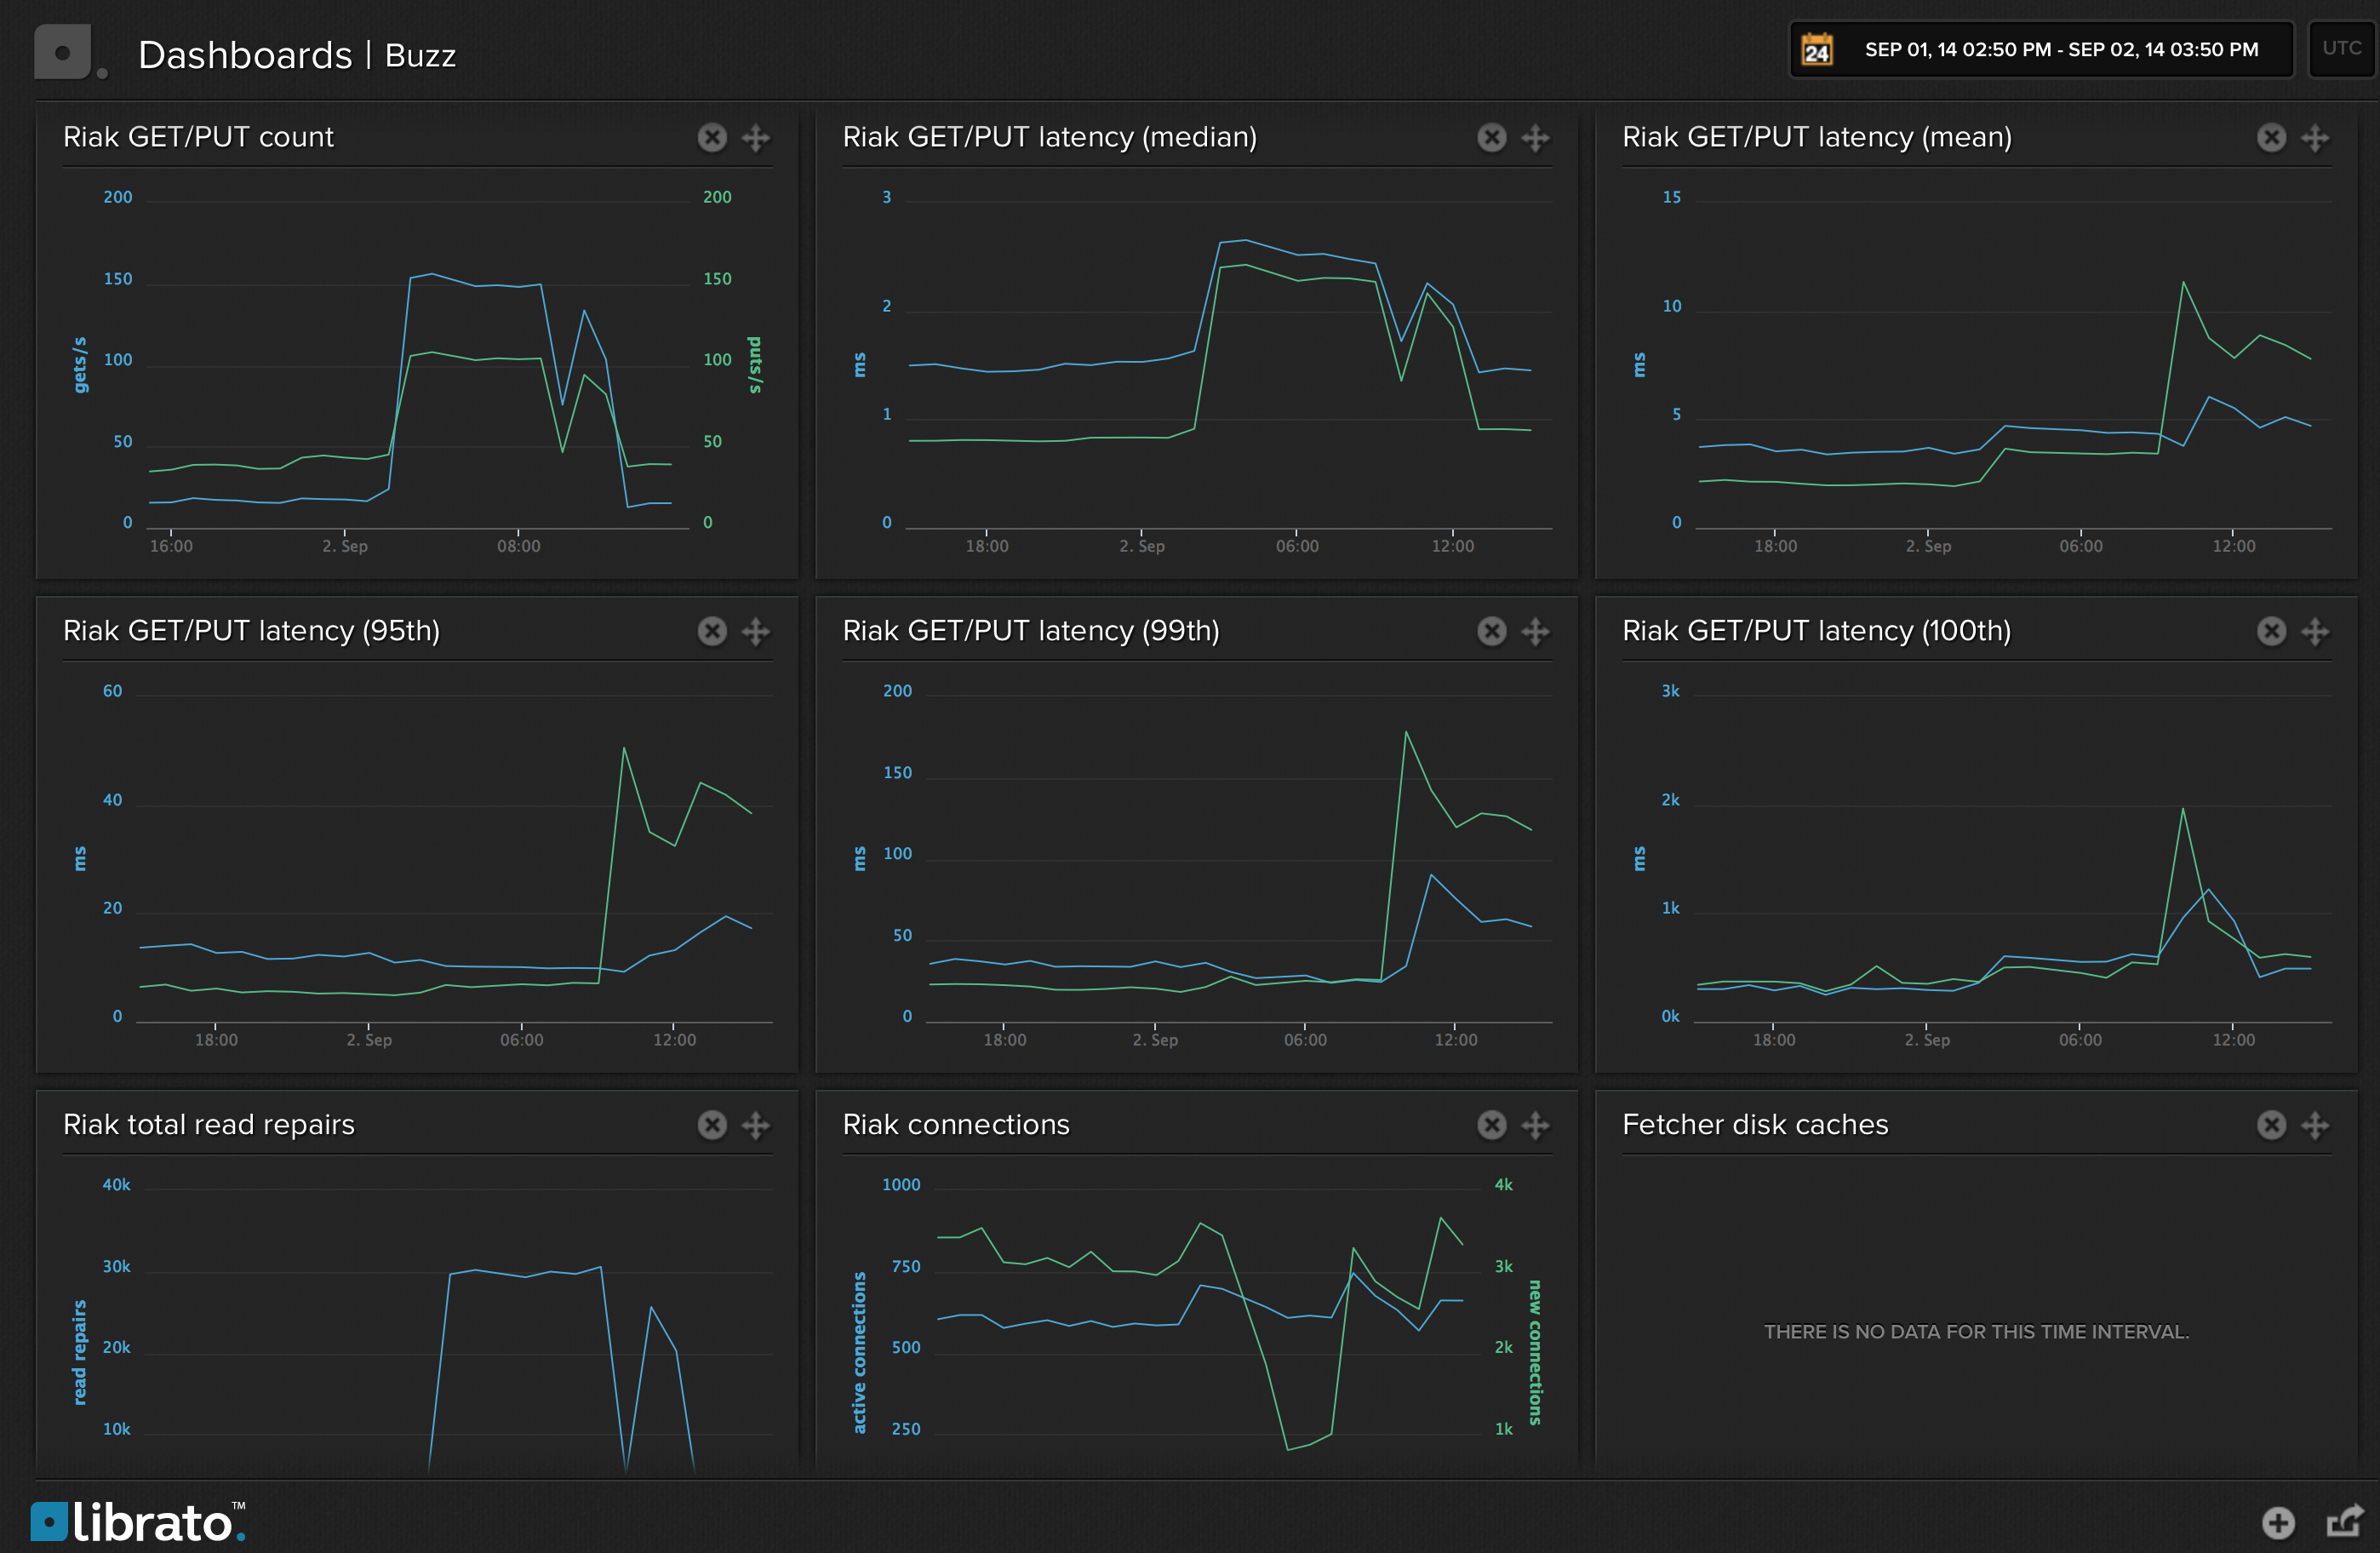 Dashboards | Buzz
24
SEP 01, 14 02:50 PM - SEP 02, 14 03:50 PM
UTC
Riak GET/PUT count
200
150
100
50
0
gets/s
200
150
100
50
0
puts/s
16:00 2. Sep 08:00
Riak GET/PUT latency (median)
3
2
1
0
ms
18:00 2. Sep 06:00 12:00
Riak GET/PUT latency (mean)
15
10
5
0
ms
18:00 2. Sep 06:00 12:00
Riak GET/PUT latency (95th)
60
40
20
0
ms
18:00 2. Sep 06:00 12:00
Riak GET/PUT latency (99th)
200
150
100
50
0
ms
18:00 2. Sep 06:00 12:00
Riak GET/PUT latency (100th)
3k
2k
1k
0k
ms
18:00 2. Sep 06:00 12:00
Riak total read repairs
40k
30k
20k
10k
read repairs
Riak connections
1000
750
500
250
active connections
4k
3k
2k
1k
new connections
Fetcher disk caches
THERE IS NO DATA FOR THIS TIME INTERVAL.
librato.™